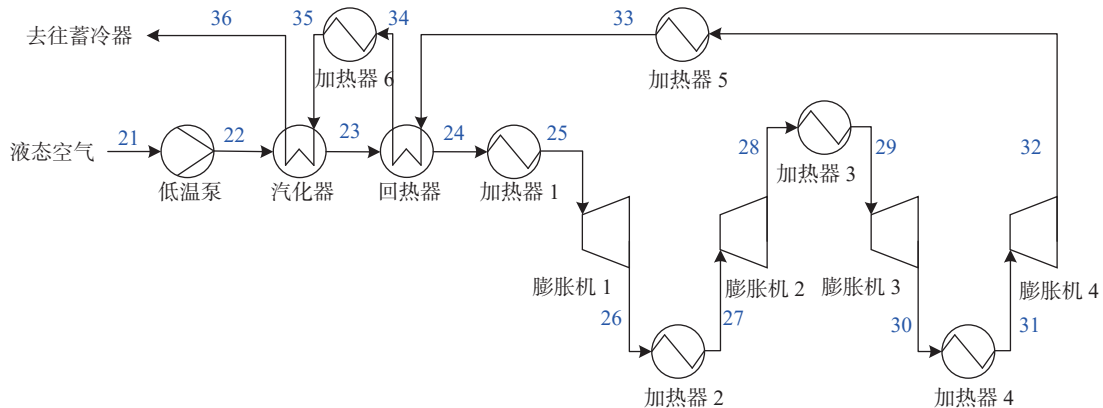 36
35
34
33
去往蓄冷器
加热器 6
加热器 5
21
22
23
24
25
28
29
32
液态空气
加热器 3
低温泵
汽化器
回热器
加热器 1
膨胀机 1
膨胀机 2
膨胀机 3
膨胀机 4
26
27
30
31
加热器 2
加热器 4